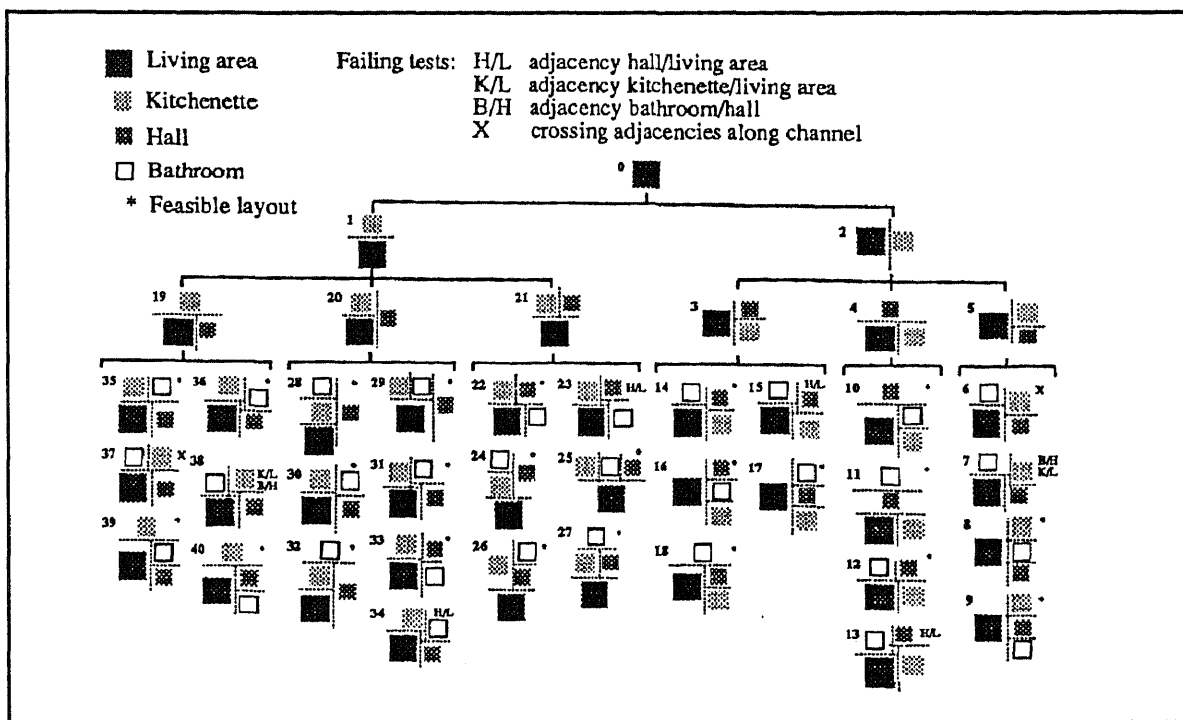 Living area
Kitchenette
Hall
Bathroom
* Feasible layout
Failing tests: H/L adjacency hall/living area
K/L adjacency kitchenette/living area
B/H adjacency bathroom/hall
X crossing adjacencies along channel
0
1
2
19
20
21
3
4
5
35 *
36 *
28 *
29 *
22 *
23 H/L
14 *
15 H/L
10 *
6 X
37 X
38 K/L
B/H
30 *
31 *
24 *
25 *
16 *
17 *
11 *
7 B/H
K/L
39 *
40 *
32 *
33 *
26 *
27 *
18 *
12 *
8 *
34 H/L
13 H/L
9 *